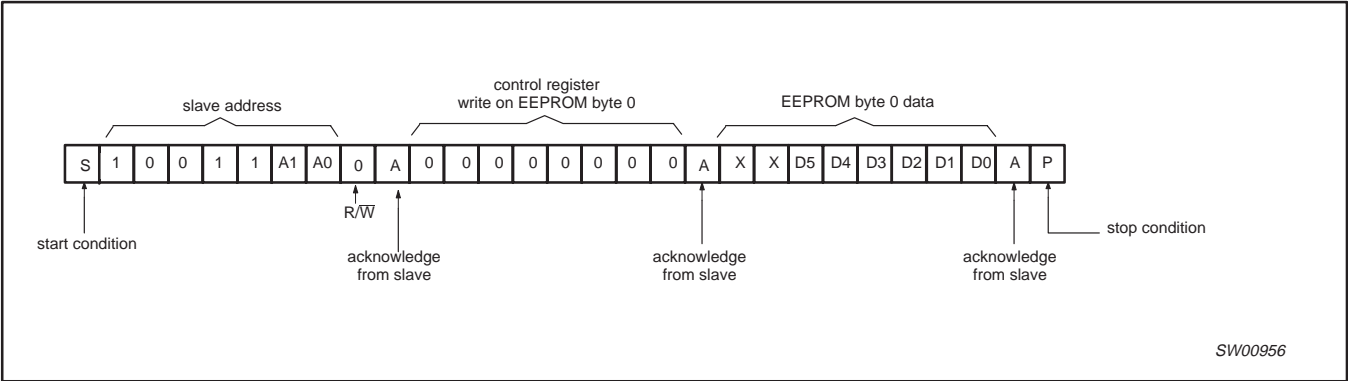 control register
slave address
write on EEPROM byte 0
EEPROM byte 0 data
S 1 0 0 1 1 A1 A0 0 A 0 0 0 0 0 0 0 0 A X X D5 D4 D3 D2 D1 D0 A P
R/W̅
start condition
stop condition
acknowledge
from slave
acknowledge
from slave
acknowledge
from slave
SW00956